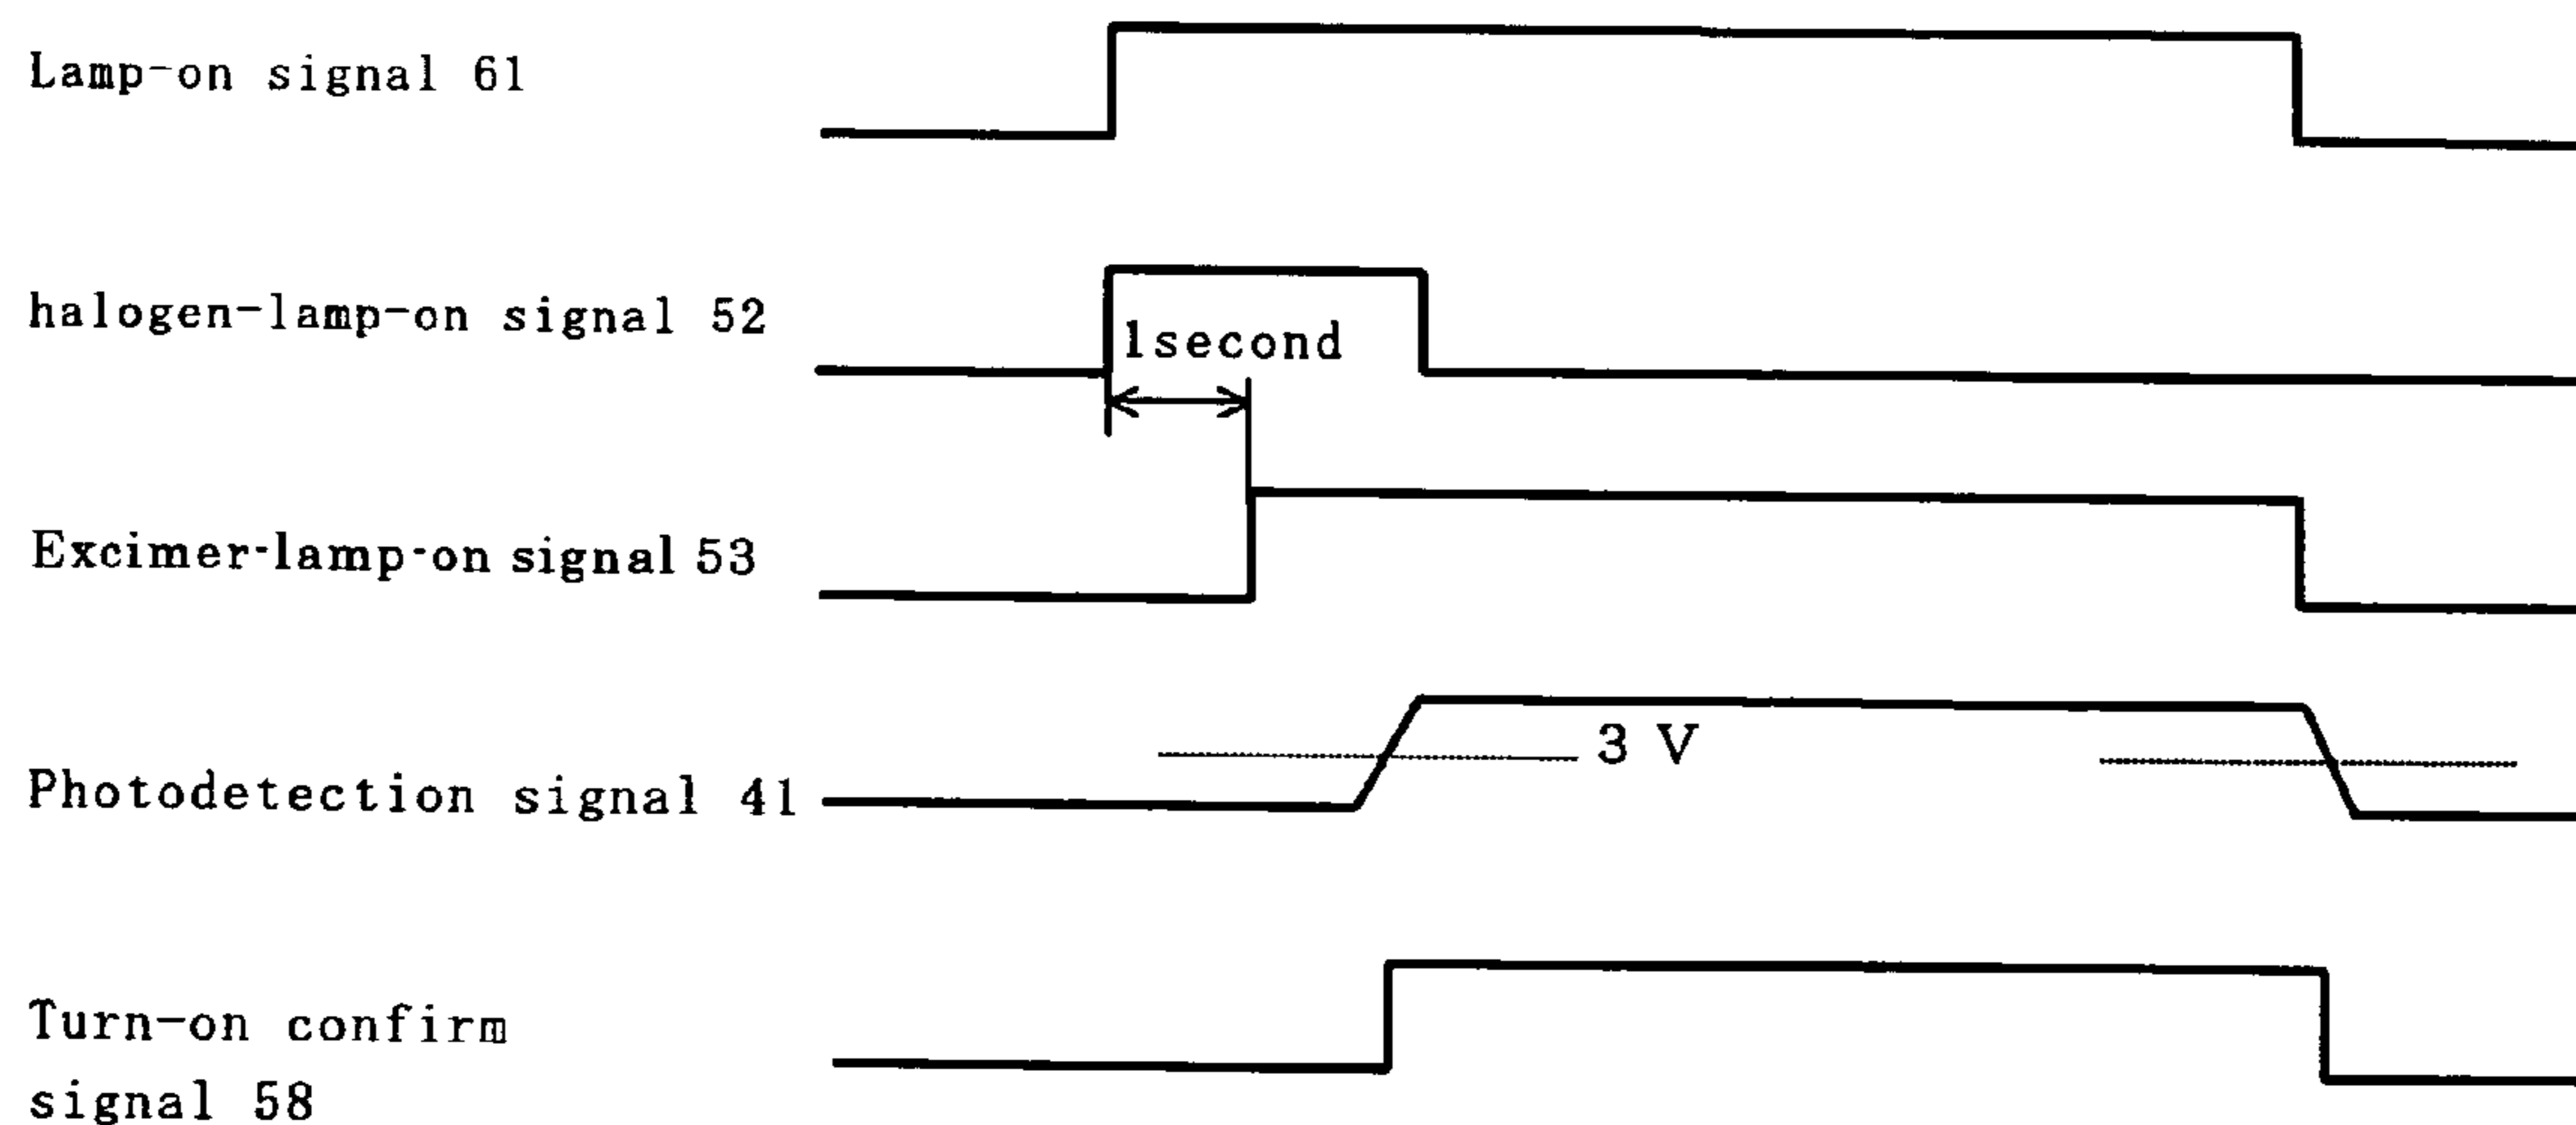 Lamp-on signal 61
halogen-lamp-on signal 52
1second
Excimer-lamp-on signal 53
3 V
Photodetection signal 41
Turn-on confirm
signal 58